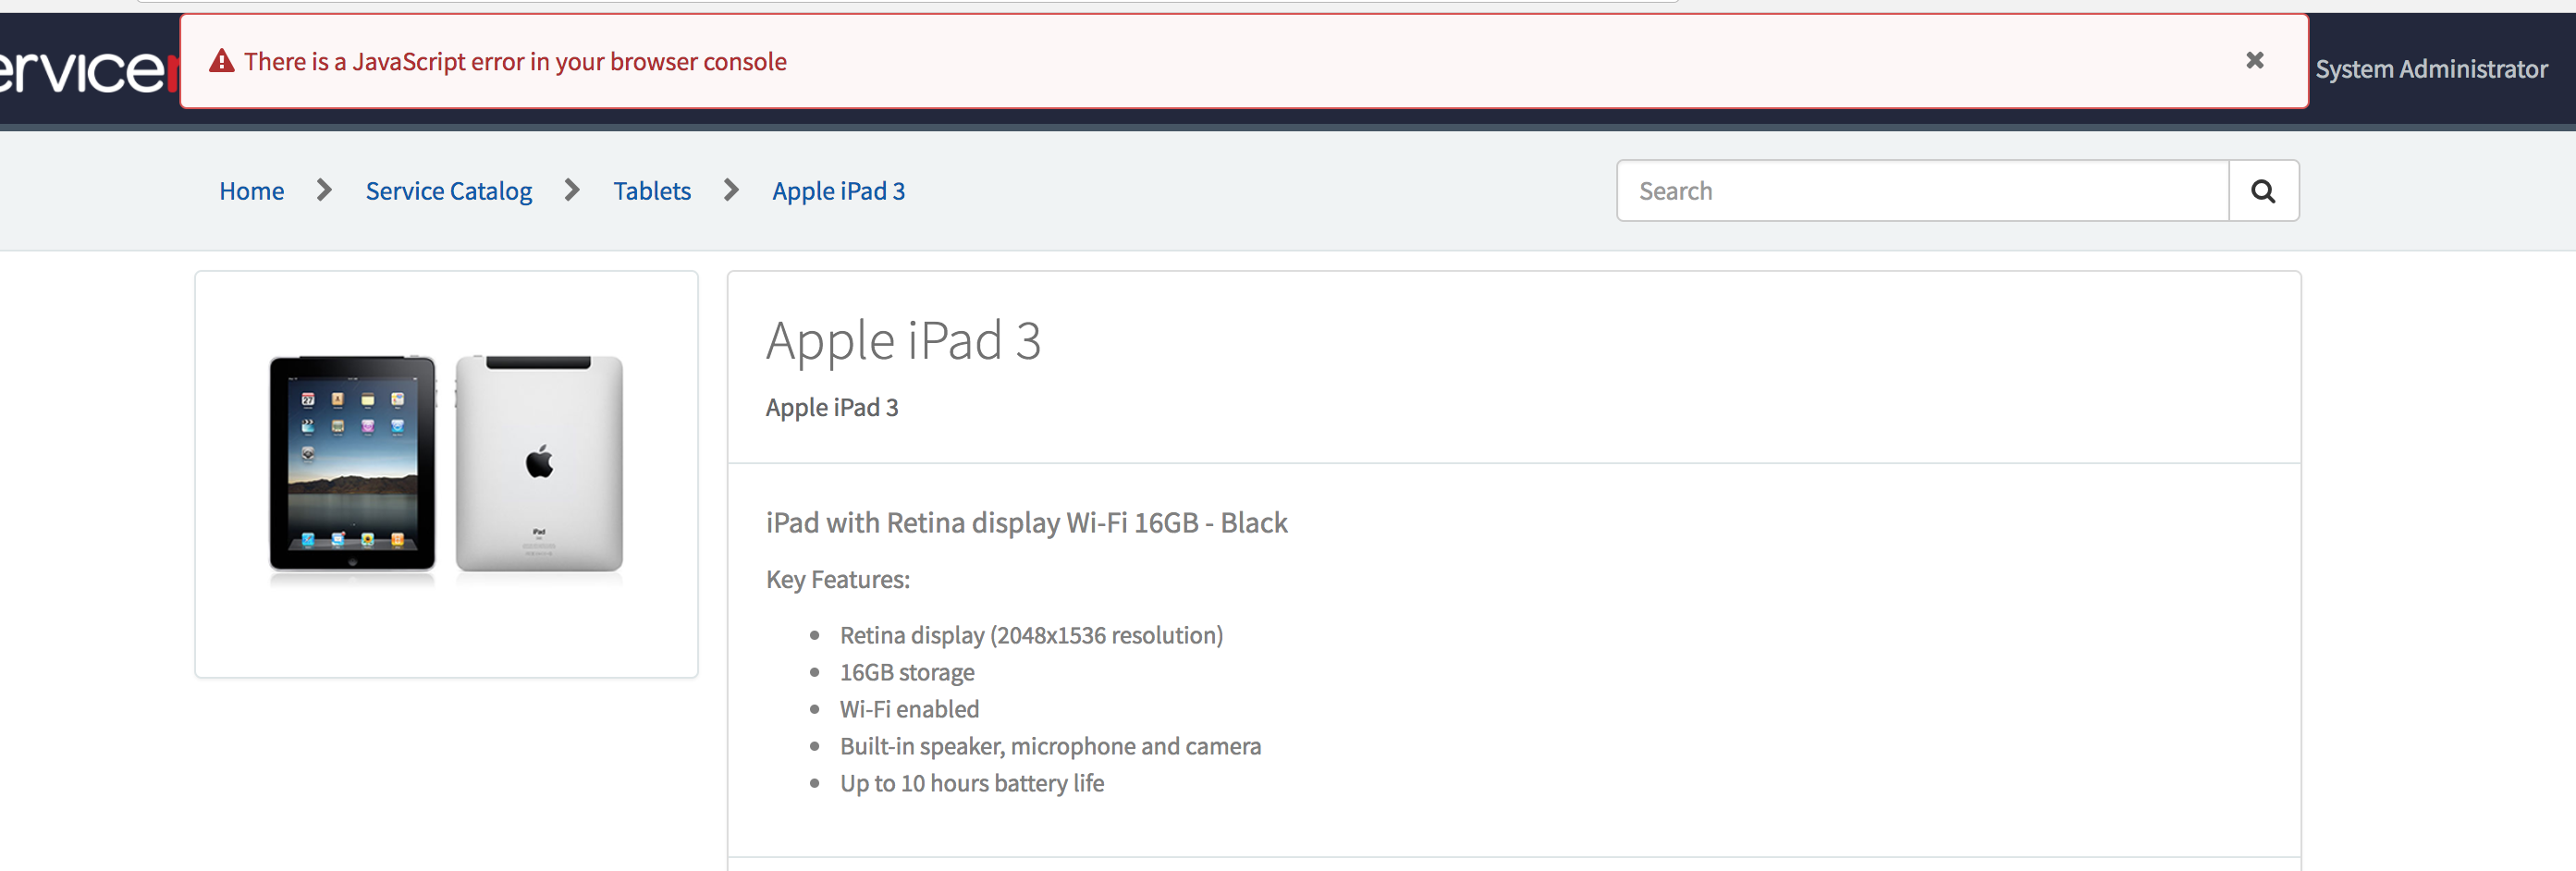 ervice
There is a JavaScript error in your browser console
System Administrator
Home > Service Catalog > Tablets > Apple iPad 3
Search
Apple iPad 3
Apple iPad 3
iPad with Retina display Wi-Fi 16GB - Black
Key Features:
• Retina display (2048x1536 resolution)
• 16GB storage
• Wi-Fi enabled
• Built-in speaker, microphone and camera
• Up to 10 hours battery life
iPad